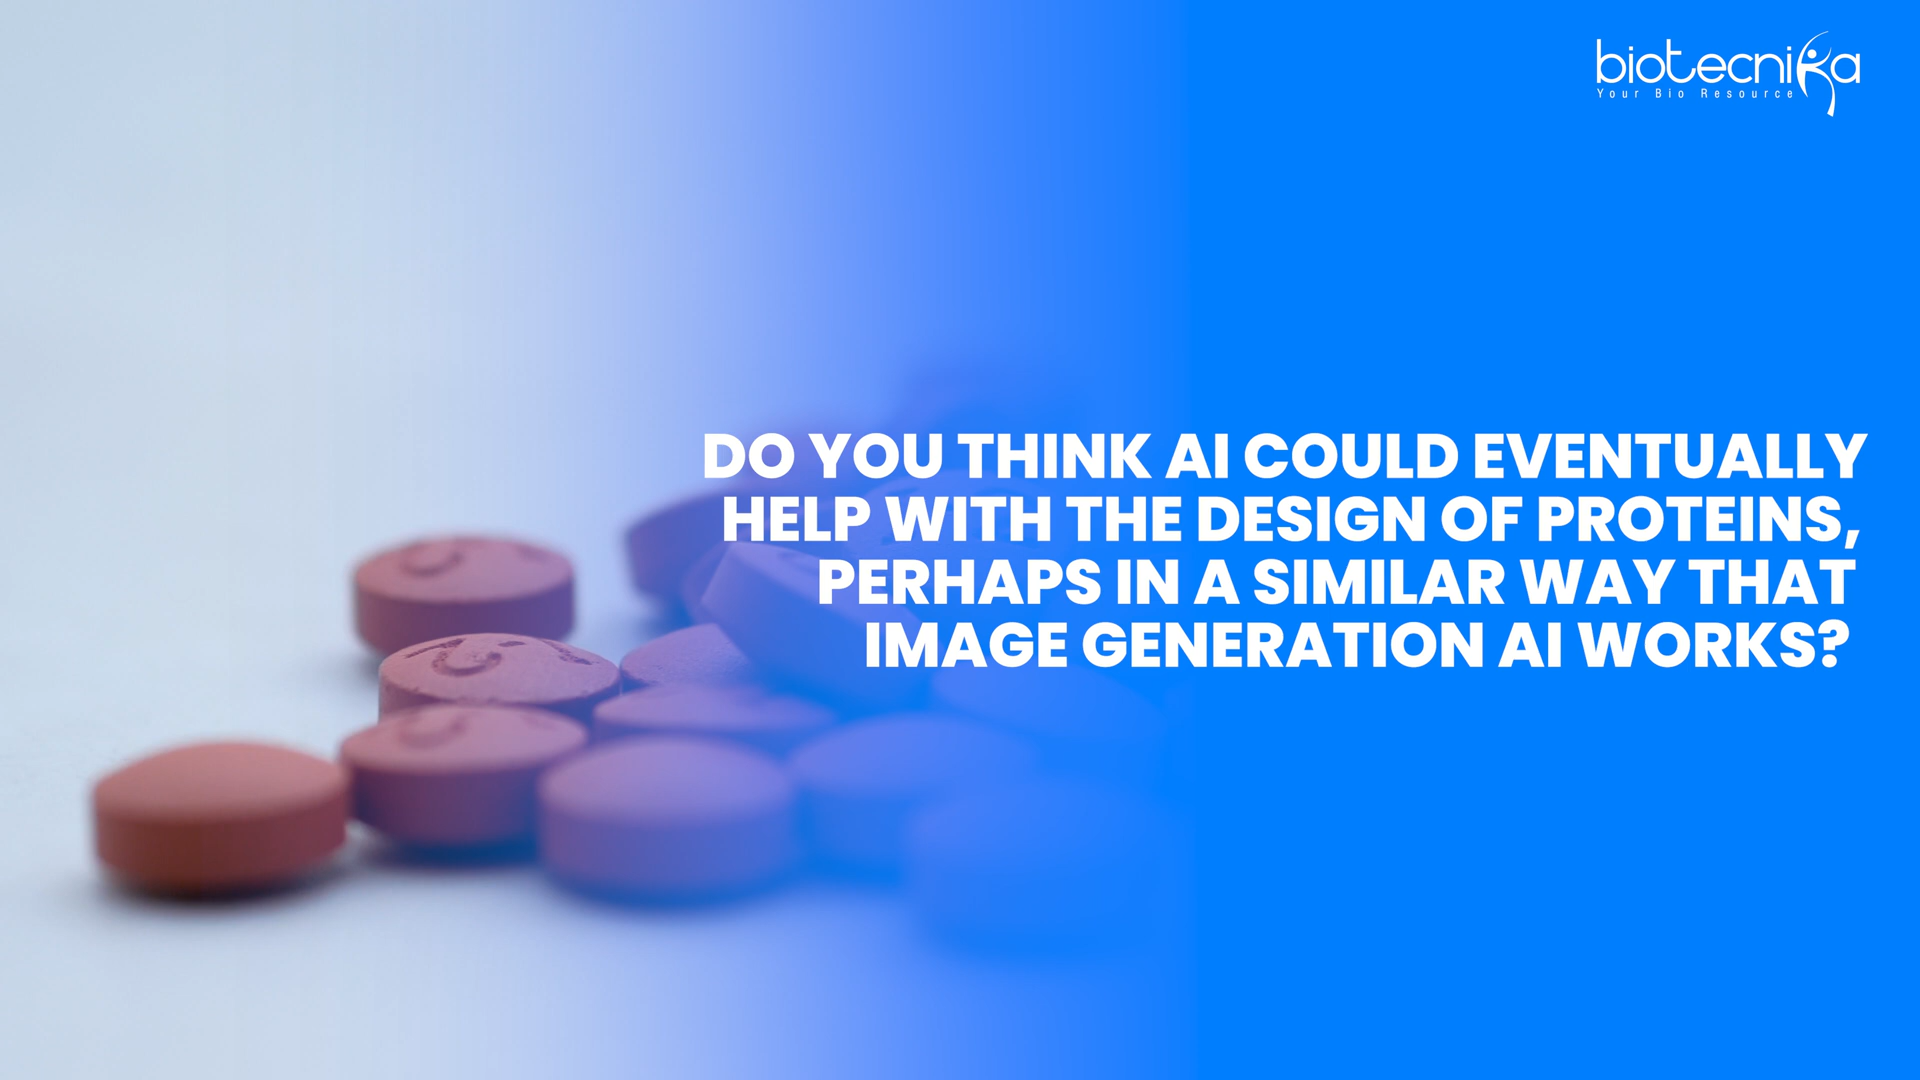 biotecnika
Your Bio Resource
DO YOU THINK AI COULD EVENTUALLY
HELP WITH THE DESIGN OF PROTEINS,
PERHAPS IN A SIMILAR WAY THAT
IMAGE GENERATION AI WORKS?